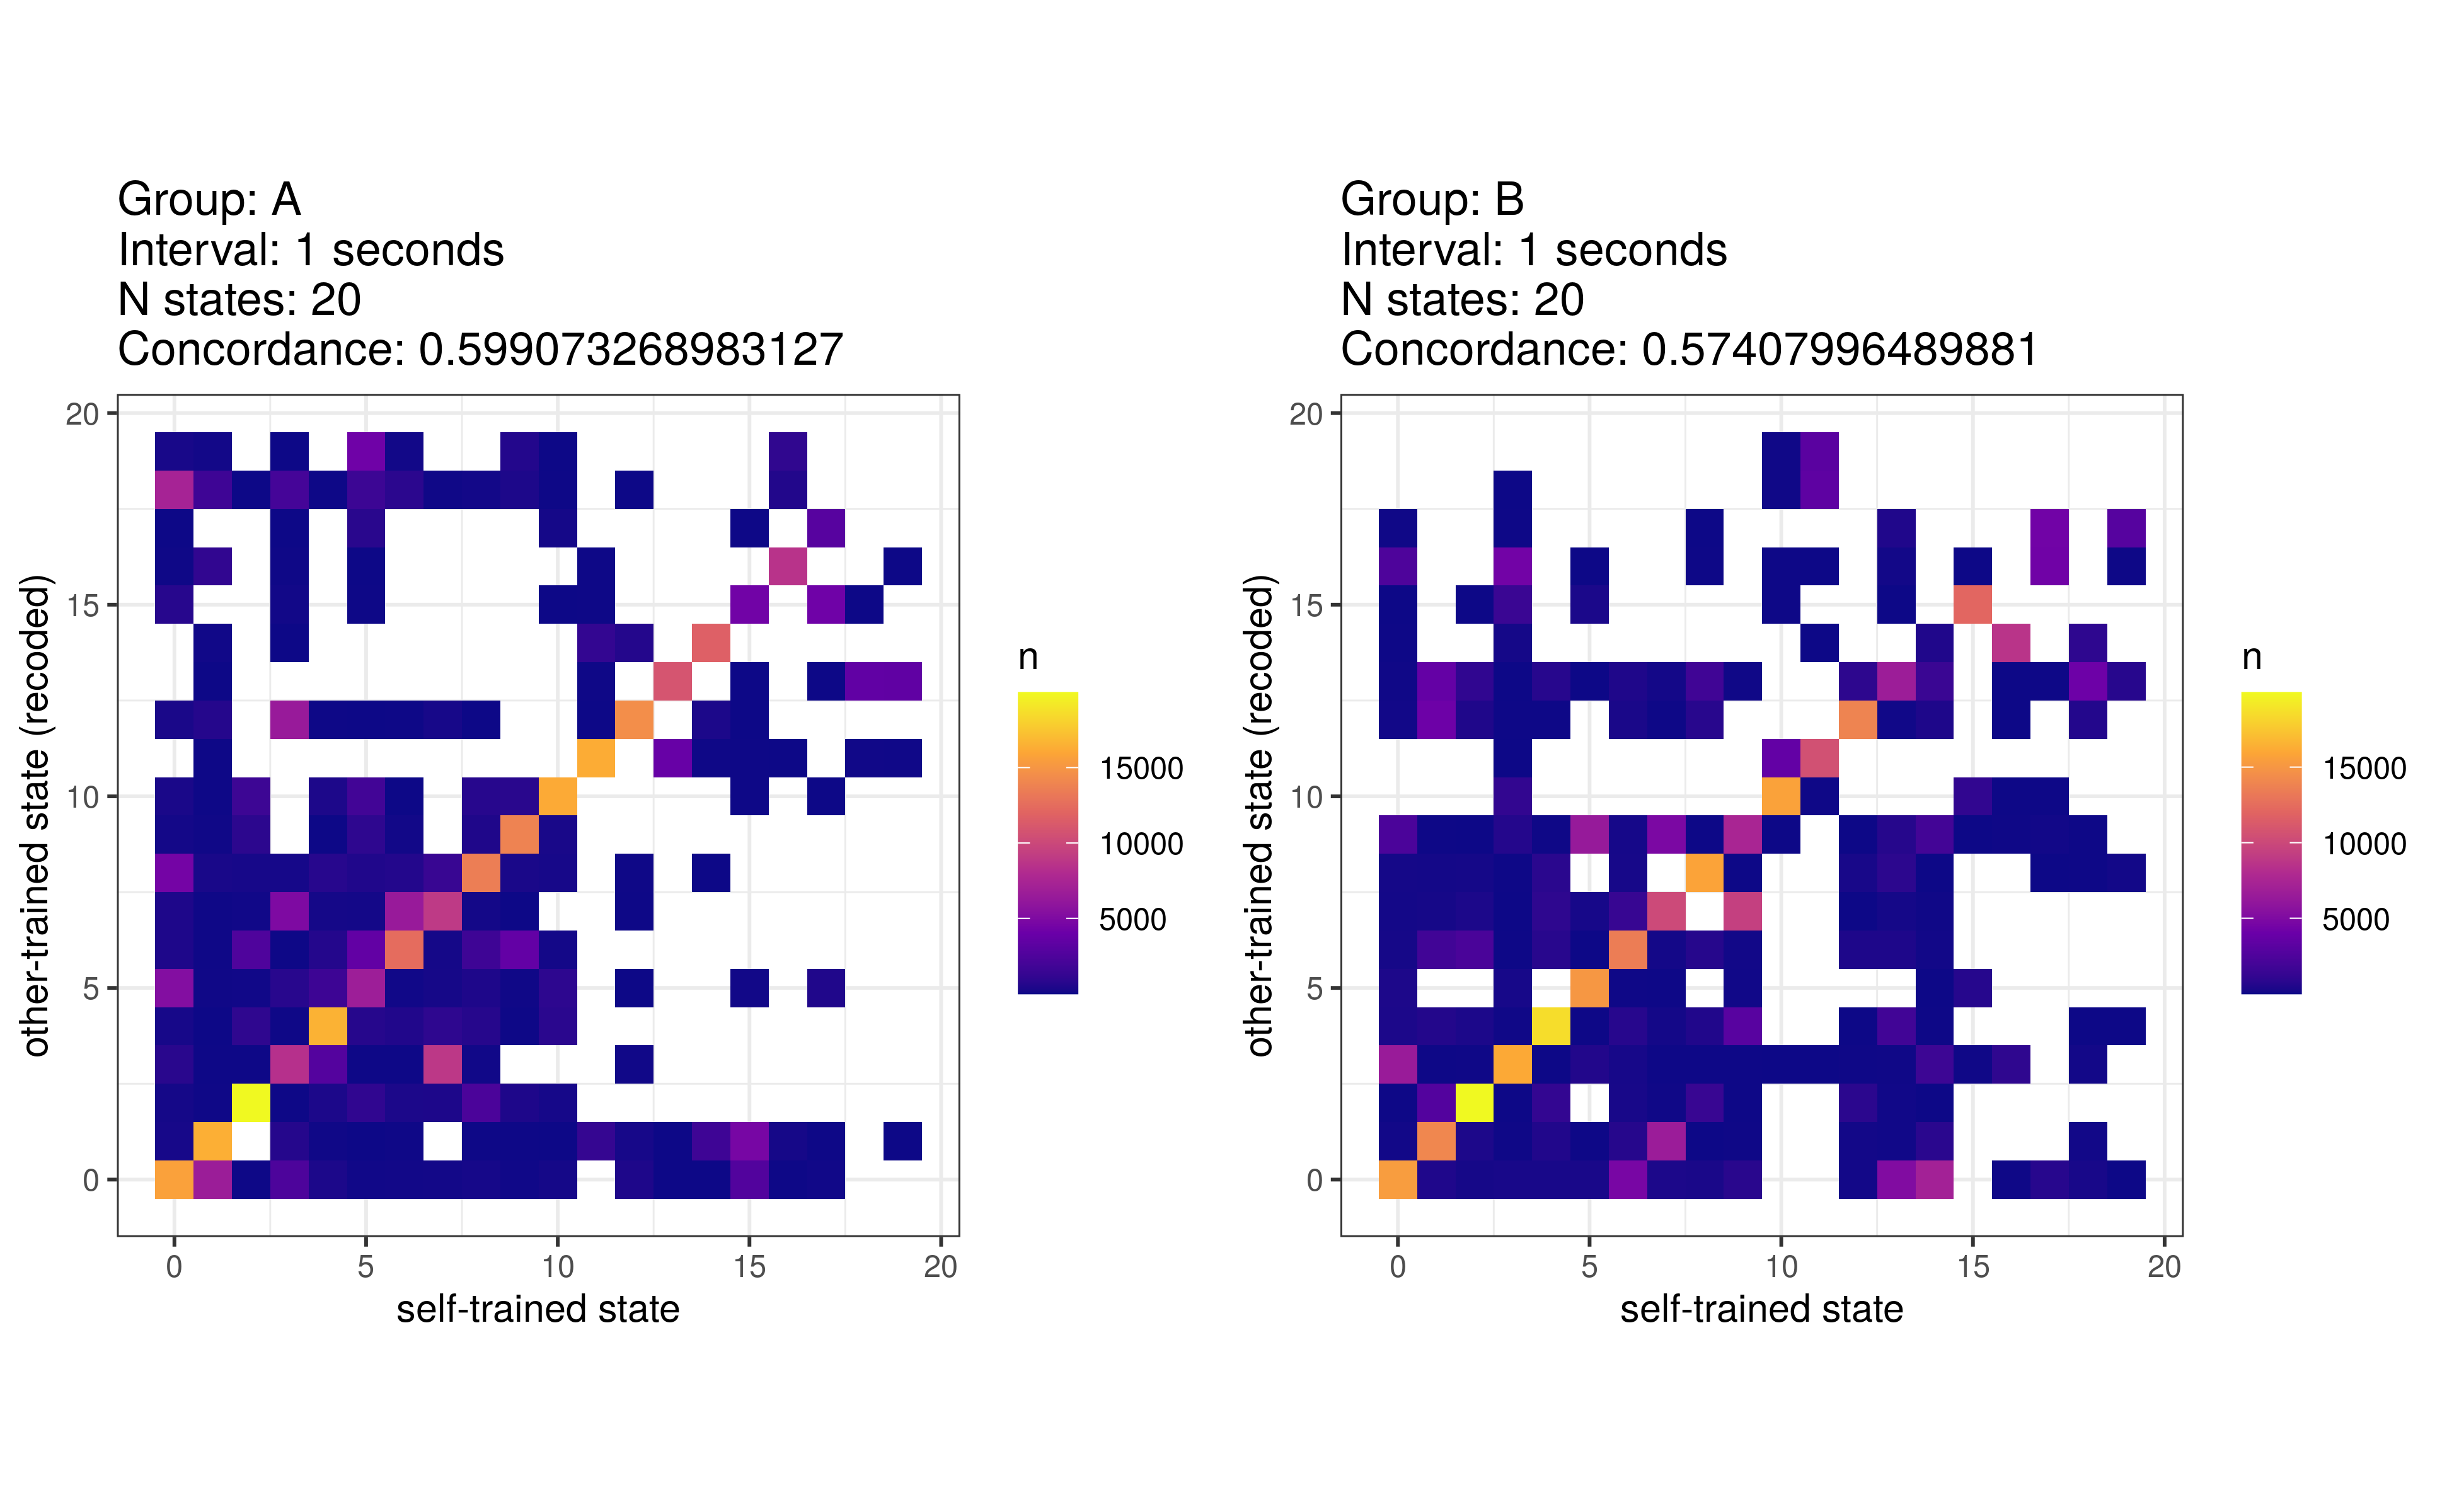 Group: A
Interval: 1 seconds
N states: 20
Concordance: 0.599073268983127
20
15
10
5
0
other-trained state (recoded)
0 5 10 15 20
self-trained state
n
15000
10000
5000
Group: B
Interval: 1 seconds
N states: 20
Concordance: 0.57407996489881
20
15
10
5
0
other-trained state (recoded)
0 5 10 15 20
self-trained state
n
15000
10000
5000